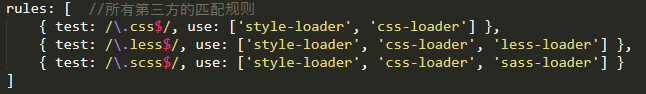 rules: [  //所有第三方的匹配规则
    { test: /\.css$/, use: ['style-loader', 'css-loader'] },
    { test: /\.less$/, use: ['style-loader', 'css-loader', 'less-loader'] },
    { test: /\.scss$/, use: ['style-loader', 'css-loader', 'sass-loader'] }
]